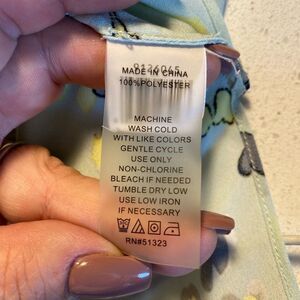 MADE IN CHINA
100%POLYESTER
MACHINE
WASH COLD
WITH LIKE COLORS
GENTLE CYCLE
USE ONLY
NON-CHLORINE
BLEACH IF NEEDED
TUMBLE DRY LOW
USE LOW IRON
IF NECESSARY
RN#51323